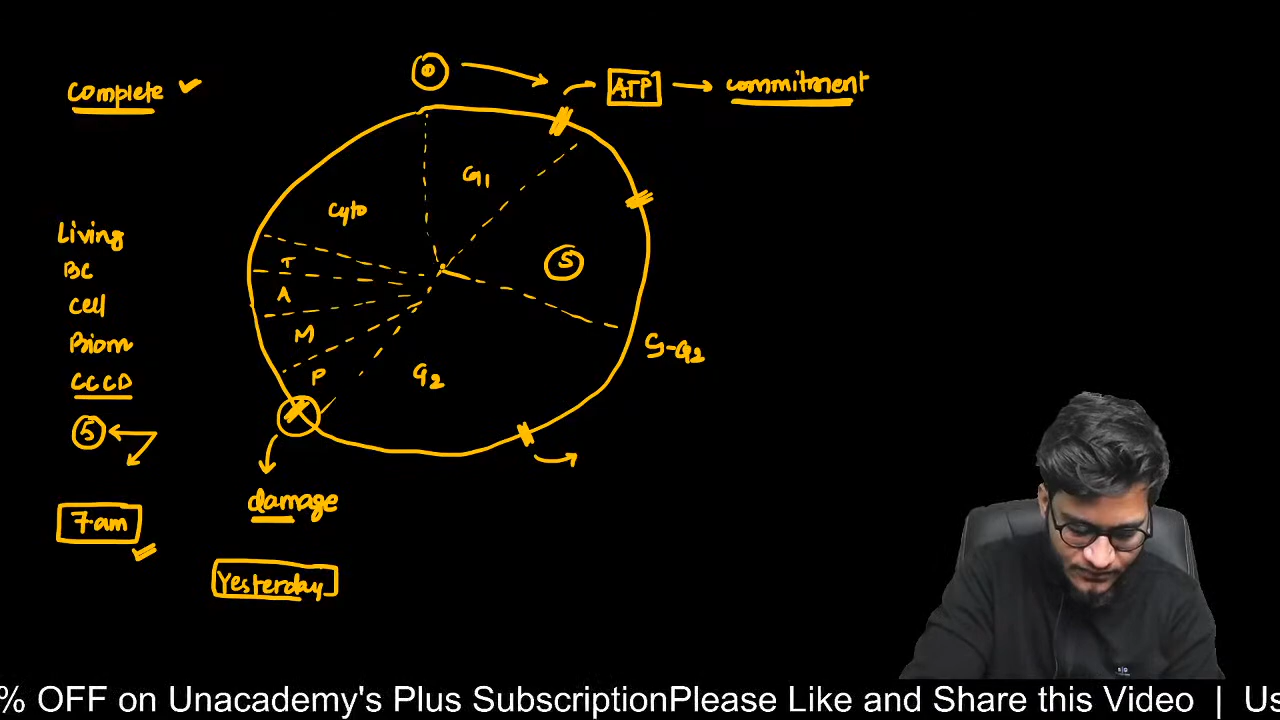 complete
0
ATP
commitment
G1
Cyto
Living
BC
Cell
Biom
CCCD
5
7am
T
A
M
P
S
S-G2
G2
damage
Yesterday
% OFF on Unacademy's Plus SubscriptionPlease Like and Share this Video | Us